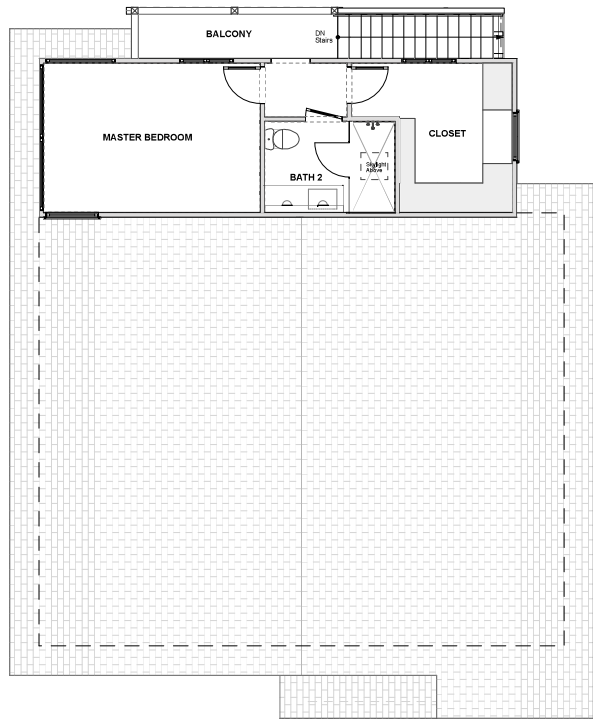 BALCONY
DN
Stairs
MASTER BEDROOM
CLOSET
Skylight
Above
BATH 2